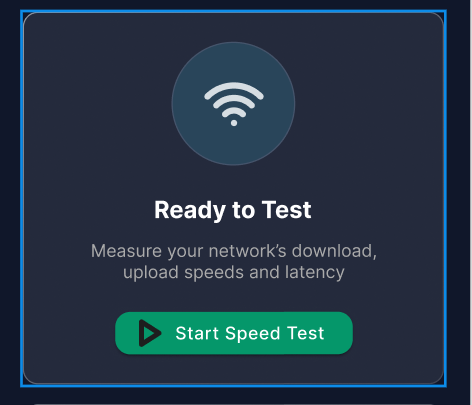 Ready to Test
Measure your network’s download,
upload speeds and latency
Start Speed Test